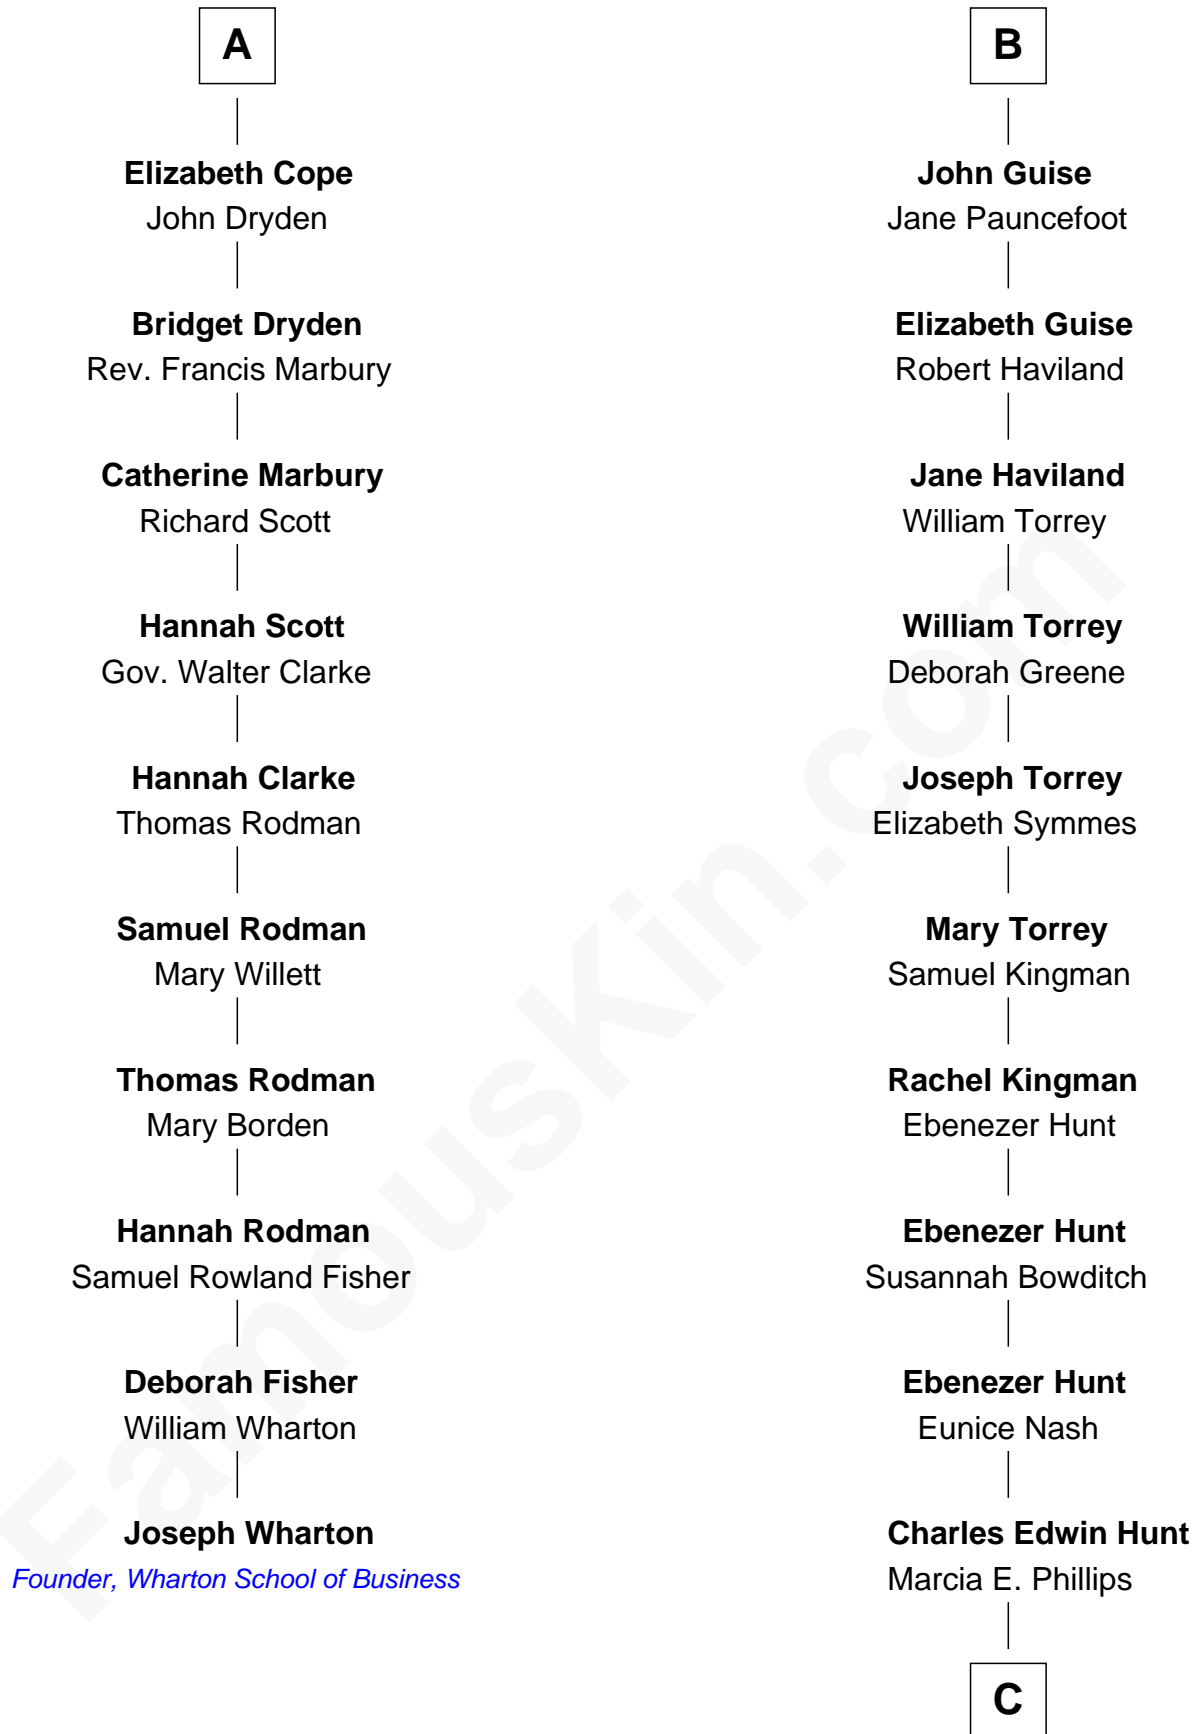 A
Elizabeth Cope
John Dryden
Bridget Dryden
Rev. Francis Marbury
Catherine Marbury
Richard Scott
Hannah Scott
Gov. Walter Clarke
Hannah Clarke
Thomas Rodman
Samuel Rodman
Mary Willett
Thomas Rodman
Mary Borden
Hannah Rodman
Samuel Rowland Fisher
Deborah Fisher
William Wharton
Joseph Wharton
Founder, Wharton School of Business
B
John Guise
Jane Pauncefoot
Elizabeth Guise
Robert Haviland
Jane Haviland
William Torrey
William Torrey
Deborah Greene
Joseph Torrey
Elizabeth Symmes
Mary Torrey
Samuel Kingman
Rachel Kingman
Ebenezer Hunt
Ebenezer Hunt
Susannah Bowditch
Ebenezer Hunt
Eunice Nash
Charles Edwin Hunt
Marcia E. Phillips
C
FamousKin.com